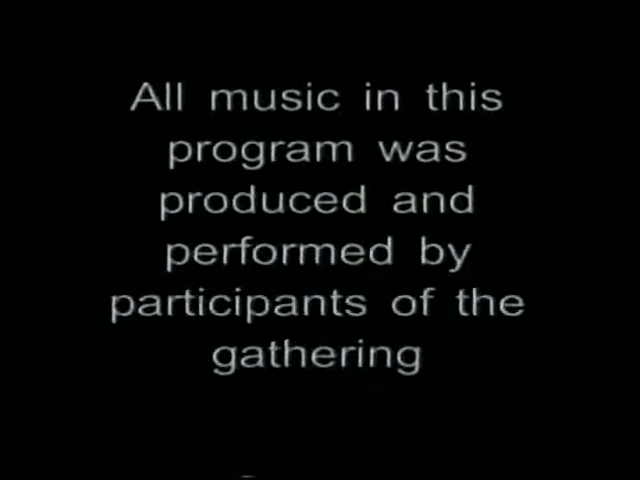 All music in this
program was
produced and
performed by
participants of the
gathering